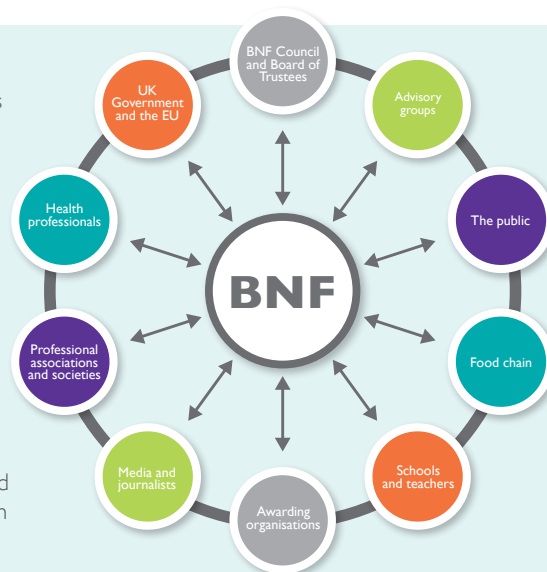 BNF Council
and Board of
Trustees
Advisory
groups
The public
Food chain
Schools
and teachers
Awarding
organisations
Media and
journalists
Professional
associations
and societies
Health
professionals
UK
Government
and the EU
BNF